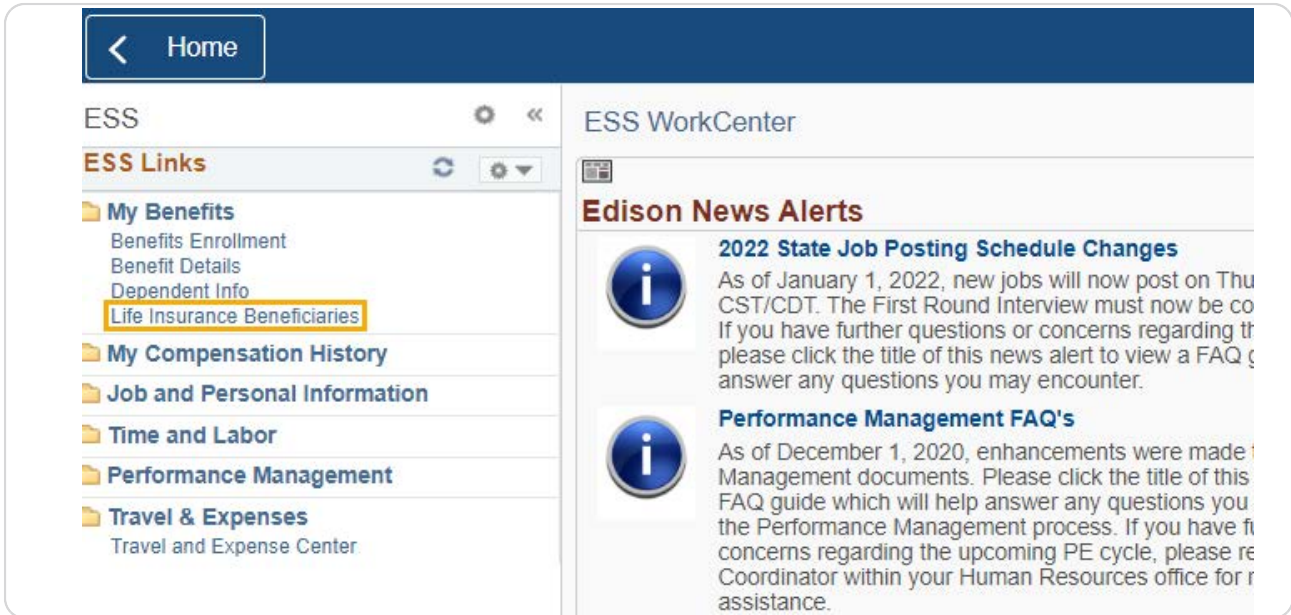 Home
ESS
ESS Links
My Benefits
Benefits Enrollment
Benefit Details
Dependent Info
Life Insurance Beneficiaries
My Compensation History
Job and Personal Information
Time and Labor
Performance Management
Travel & Expenses
Travel and Expense Center
ESS WorkCenter
Edison News Alerts
2022 State Job Posting Schedule Changes
As of January 1, 2022, new jobs will now post on Thu
CST/CDT. The First Round Interview must now be co
If you have further questions or concerns regarding th
please click the title of this news alert to view a FAQ g
answer any questions you may encounter.
Performance Management FAQ's
As of December 1, 2020, enhancements were made
Management documents. Please click the title of this
FAQ guide which will help answer any questions you
the Performance Management process. If you have fu
concerns regarding the upcoming PE cycle, please re
Coordinator within your Human Resources office for
assistance.